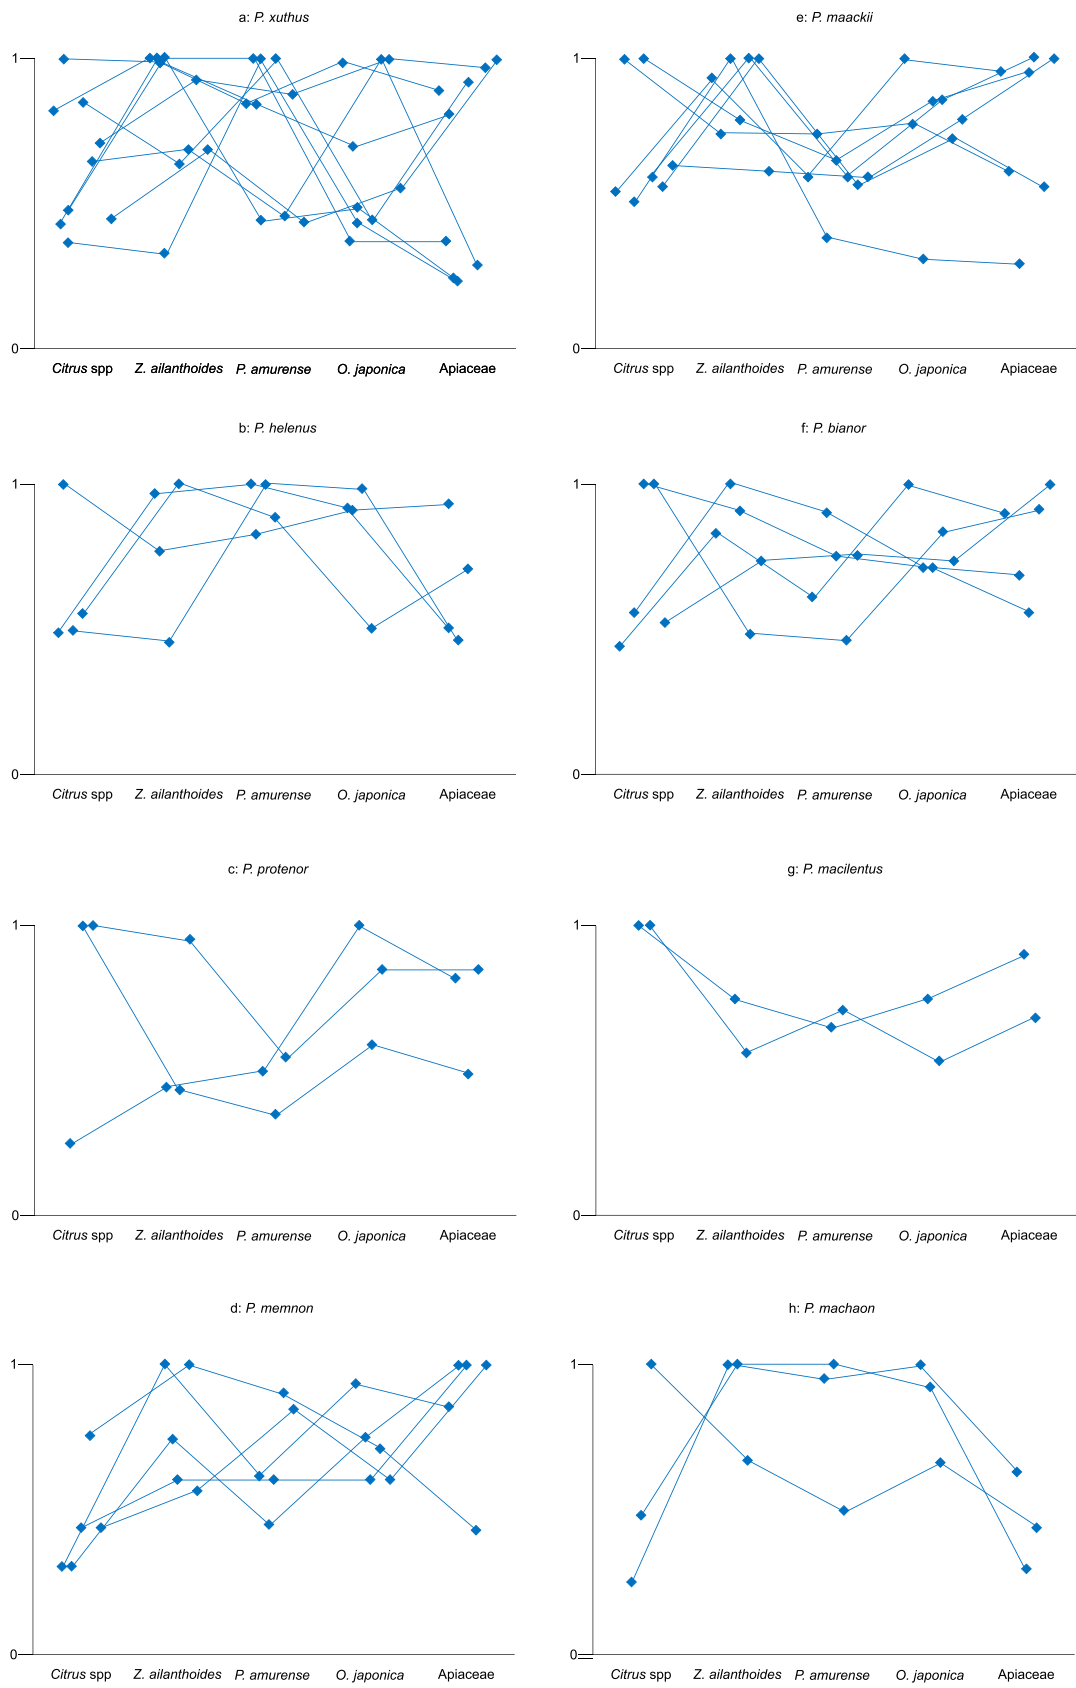 a: P. xuthus
1
0
Citrus spp Z. ailanthoides P. amurense O. japonica Apiaceae
b: P. helenus
1
0
Citrus spp Z. ailanthoides P. amurense O. japonica Apiaceae
c: P. protenor
1
0
Citrus spp Z. ailanthoides P. amurense O. japonica Apiaceae
d: P. memnon
1
0
Citrus spp Z. ailanthoides P. amurense O. japonica Apiaceae
e: P. maackii
1
0
Citrus spp Z. ailanthoides P. amurense O. japonica Apiaceae
f: P. bianor
1
0
Citrus spp Z. ailanthoides P. amurense O. japonica Apiaceae
g: P. macilentus
1
0
Citrus spp Z. ailanthoides P. amurense O. japonica Apiaceae
h: P. machaon
1
0
Citrus spp Z. ailanthoides P. amurense O. japonica Apiaceae